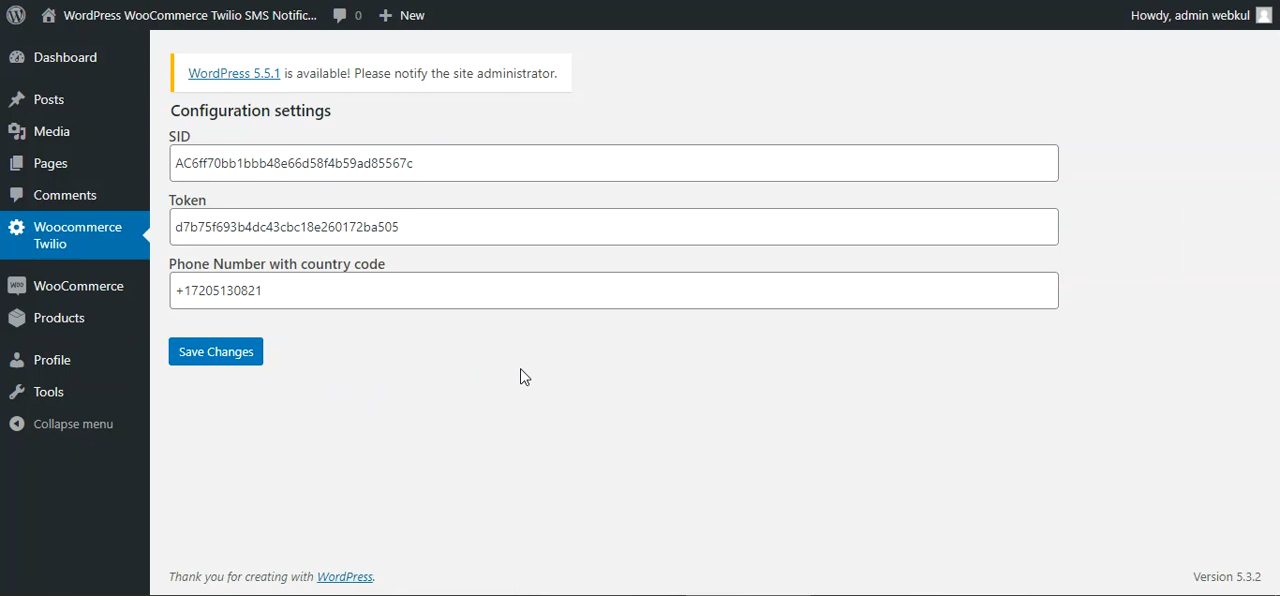 WordPress WooCommerce Twilio SMS Notific... 0 New
Howdy, admin webkul
Dashboard
Posts
Media
Pages
Comments
Woocommerce
Twilio
WooCommerce
Products
Profile
Tools
Collapse menu
WordPress 5.5.1 is available! Please notify the site administrator.
Configuration settings
SID
AC6ff70bb1bbb48e66d58f4b59ad85567c
Token
d7b75f693b4dc43cbc18e260172ba505
Phone Number with country code
+17205130821
Save Changes
Thank you for creating with WordPress.
Version 5.3.2